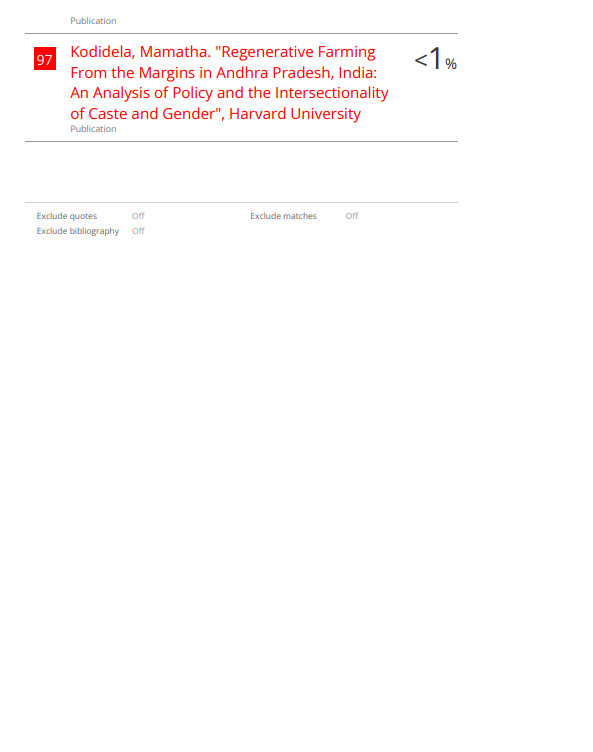 Publication
97
Kodidela, Mamatha. "Regenerative Farming
From the Margins in Andhra Pradesh, India:
An Analysis of Policy and the Intersectionality
of Caste and Gender", Harvard University
Publication
<1%
Exclude quotes Off Exclude matches Off
Exclude bibliography Off